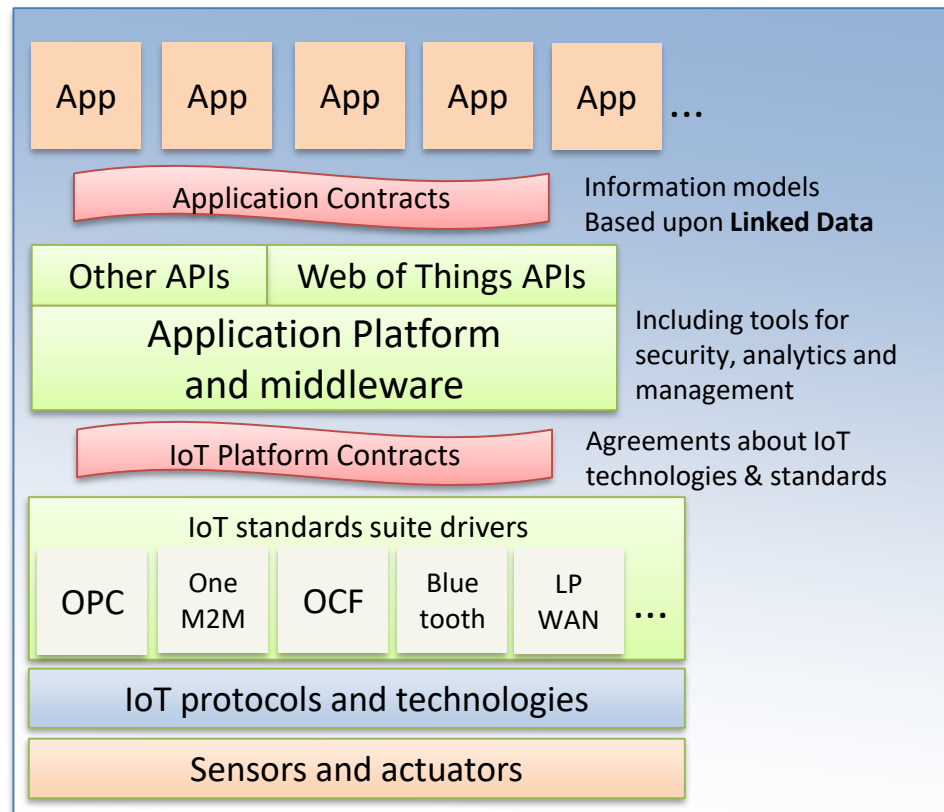 App App App App App ...
Application Contracts
Information models
Based upon Linked Data
Other APIs Web of Things APIs
Application Platform
and middleware
Including tools for
security, analytics and
management
IoT Platform Contracts
Agreements about IoT
technologies & standards
IoT standards suite drivers
OPC
One
M2M
OCF
Blue
tooth
LP
WAN
...
IoT protocols and technologies
Sensors and actuators